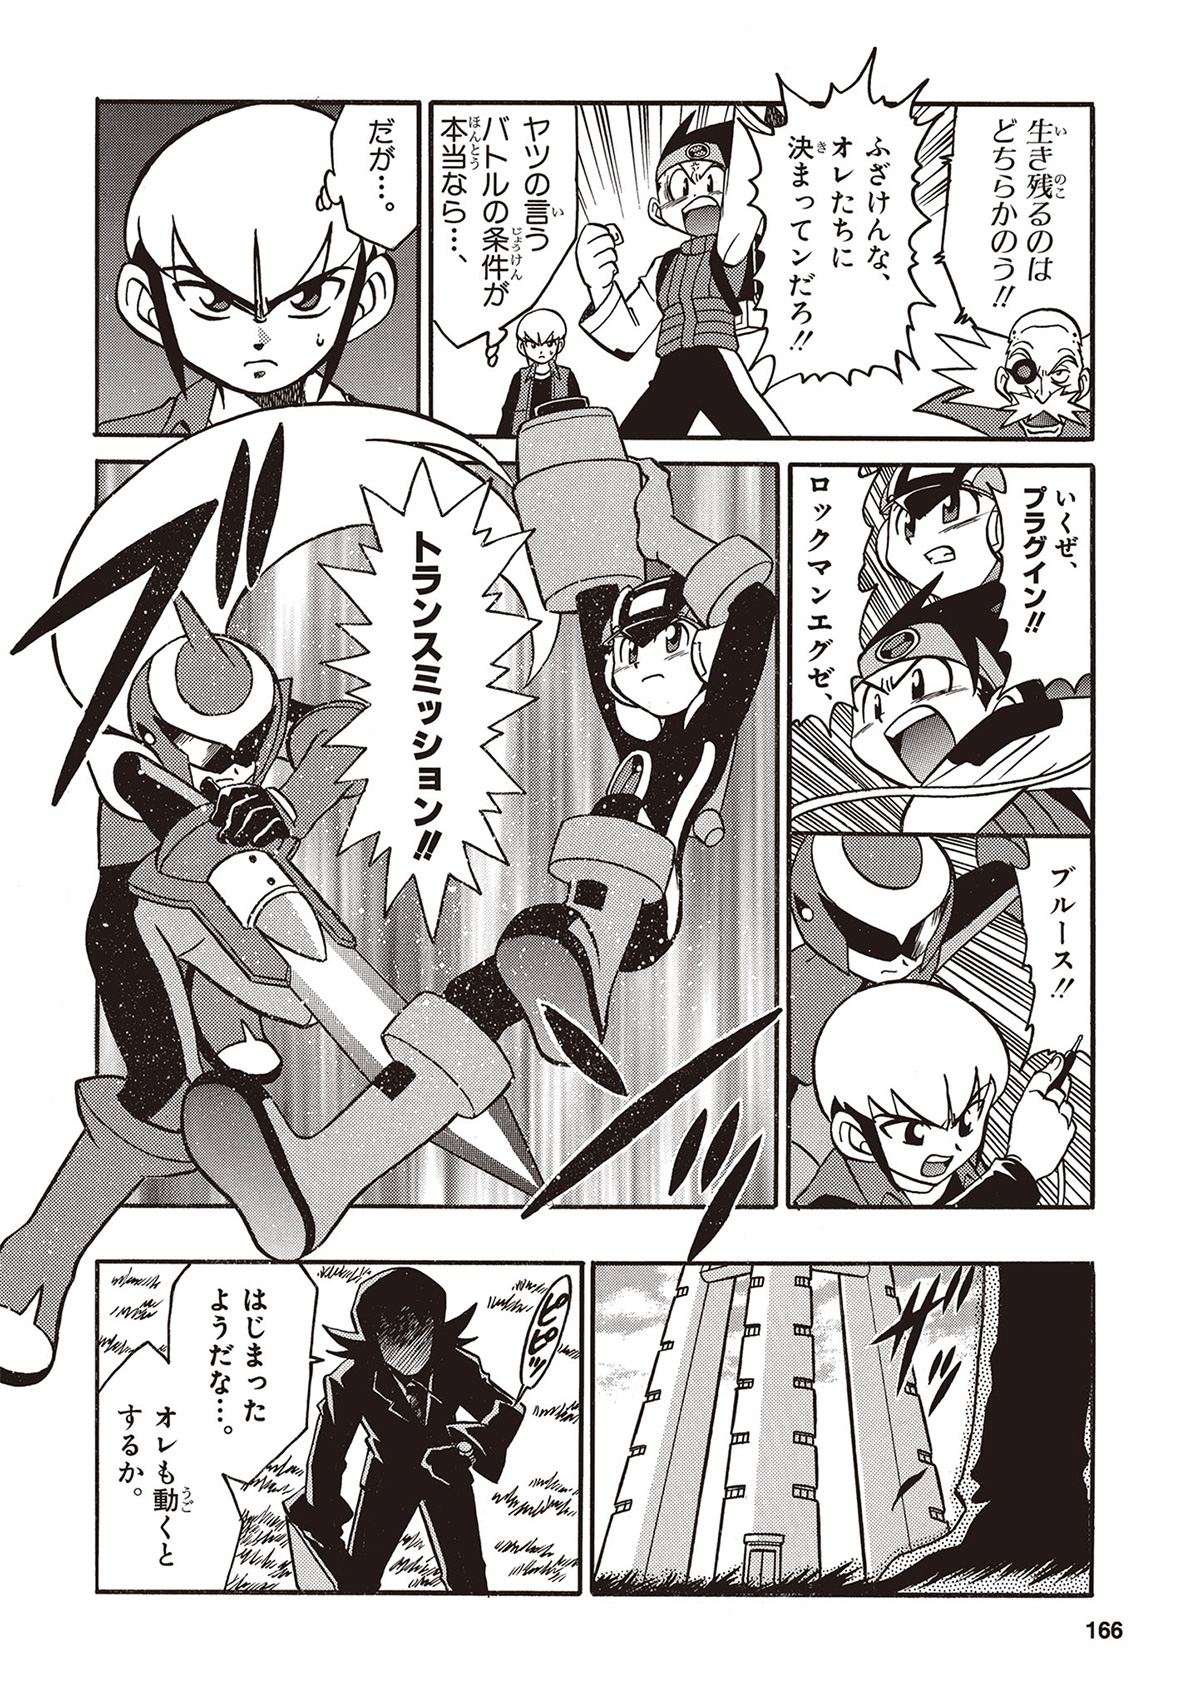 生き残るのは
どちらかのう!!
ふざけんな、
オレたちに
決まってンだろ!!
ヤツの言う
バトルの条件が
本当なら…、
だが…。
いくぜ、
プラグイン!!
ロックマンエグゼ、
ブルース!!
トランスミッション!!
ブン
ザザッ
ピピッ
はじまった
ようだな…。
オレも動くと
するか。
166